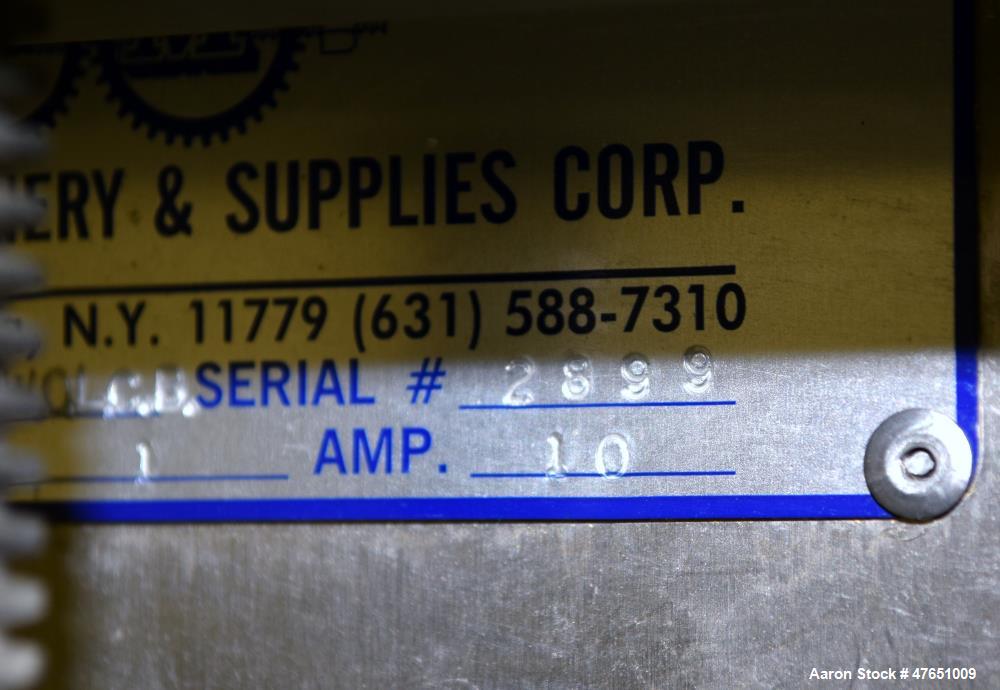 ERY & SUPPLIES CORP.
N.Y. 11779 (631) 588-7310
SERIAL # 2899
1 AMP. 10
Aaron Stock # 47651009